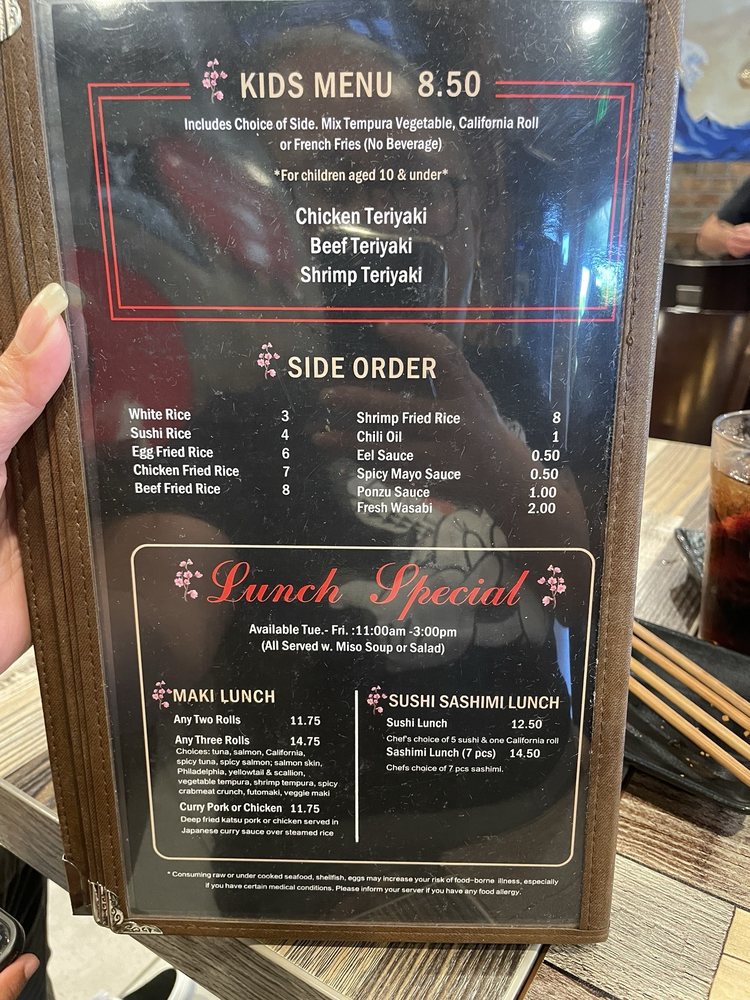 KIDS MENU 8.50
Includes Choice of Side. Mix Tempura Vegetable, California Roll
or French Fries (No Beverage)
*For children aged 10 & under*
Chicken Teriyaki
Beef Teriyaki
Shrimp Teriyaki
SIDE ORDER
White Rice 3
Sushi Rice 4
Egg Fried Rice 6
Chicken Fried Rice 7
Beef Fried Rice 8
Shrimp Fried Rice 8
Chili Oil 1
Eel Sauce 0.50
Spicy Mayo Sauce 0.50
Ponzu Sauce 1.00
Fresh Wasabi 2.00
Lunch Special
Available Tue.- Fri. :11:00am -3:00pm
(All Served w. Miso Soup or Salad)
MAKI LUNCH
Any Two Rolls 11.75
Any Three Rolls 14.75
Choices: tuna, salmon, California,
spicy tuna, spicy salmon; salmon skin,
Philadelphia, yellowtail & scallion,
vegetable tempura, shrimp tempura, spicy
crabmeat crunch, futomaki, veggie maki
Curry Pork or Chicken 11.75
Deep fried katsu pork or chicken served in
Japanese curry sauce over steamed rice
SUSHI SASHIMI LUNCH
Sushi Lunch 12.50
Chef's choice of 5 sushi & one California roll
Sashimi Lunch (7 pcs) 14.50
Chefs choice of 7 pcs sashimi.
* Consuming raw or under cooked seafood, shellfish, eggs may increase your risk of food-borne illness, especially
if you have certain medical conditions. Please inform your server if you have any food allergy.